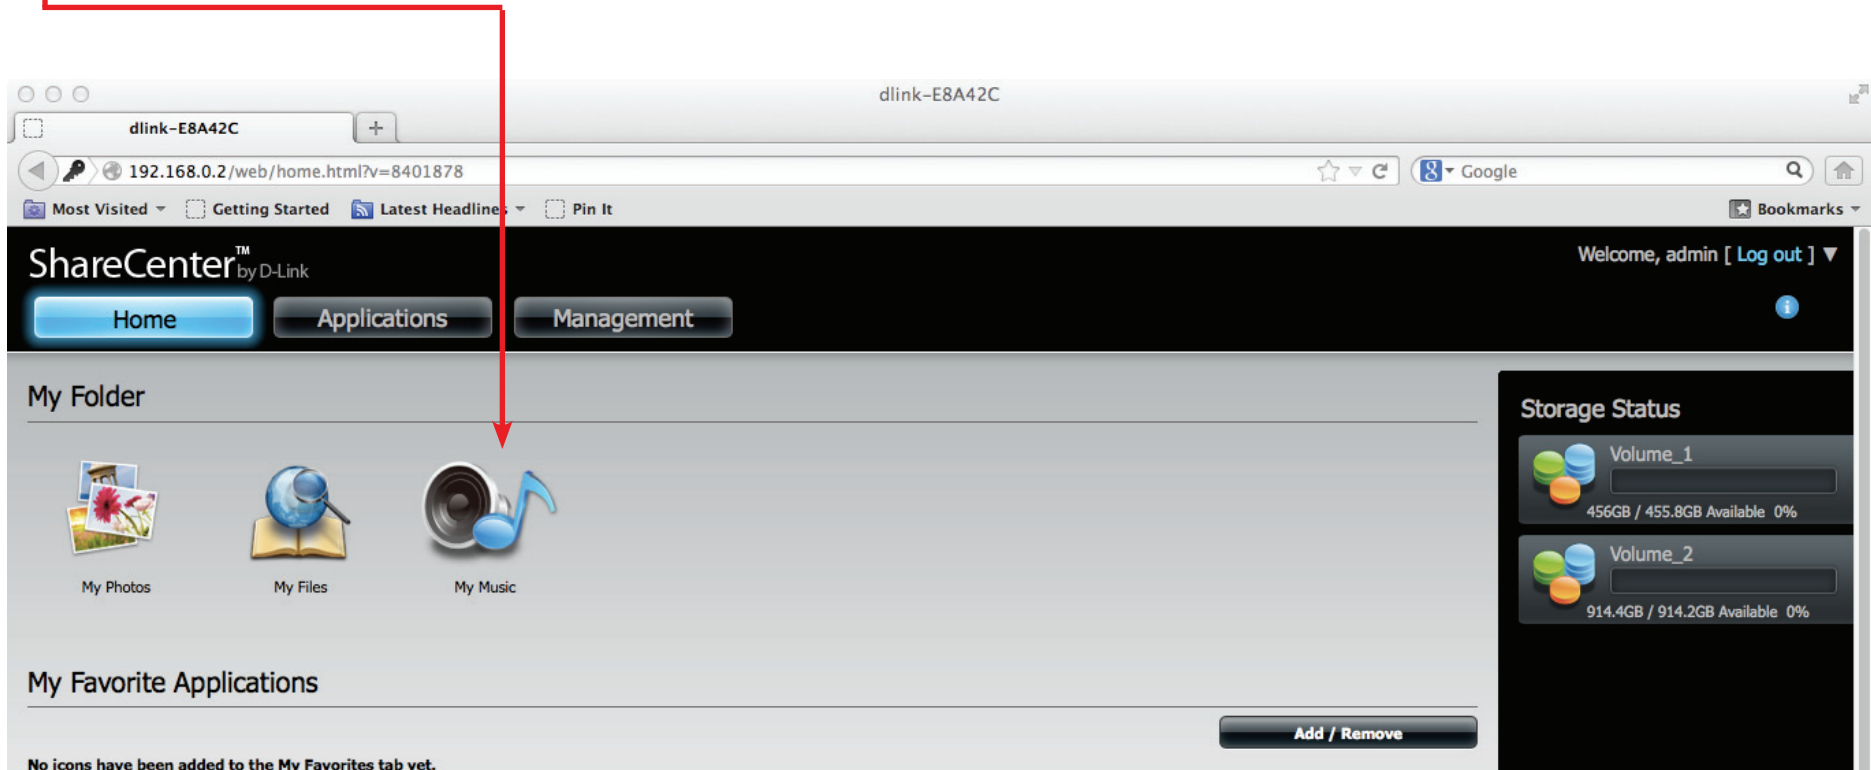 dlink-E8A42C
dlink-E8A42C
192.168.0.2/web/home.html?v=8401878
Google
Most Visited
Getting Started
Latest Headlines
Pin It
Bookmarks
ShareCenter™ by D-Link
Welcome, admin [ Log out ] ▼
Home
Applications
Management
My Folder
My Photos
My Files
My Music
Storage Status
Volume_1
456GB / 455.8GB Available 0%
Volume_2
914.4GB / 914.2GB Available 0%
My Favorite Applications
Add / Remove
No icons have been added to the My Favorites tab yet.